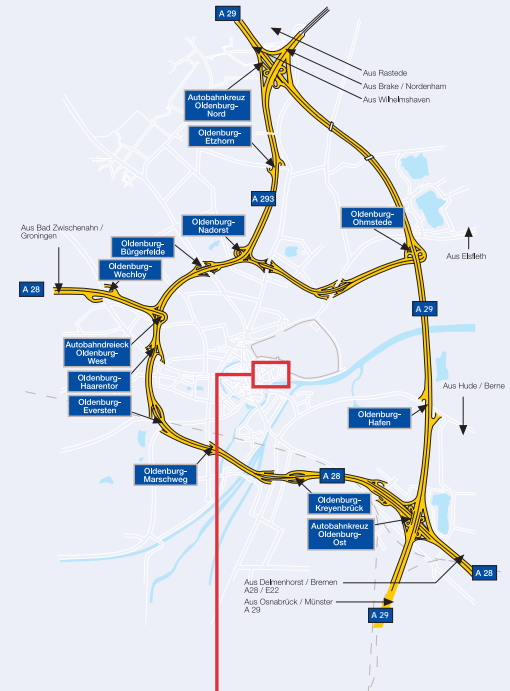 A 29
Aus Rastede
Aus Brake / Nordenham
Aus Wilhelmshaven
Autobahnkreuz
Oldenburg-
Nord
Oldenburg-
Etzhorn
A 293
Oldenburg-
Nadorst
Oldenburg-
Ohmstede
Aus Bad Zwischenahn /
Groningen
Oldenburg-
Bürgerfelde
Oldenburg-
Wechloy
Aus Elsfleth
A 28
A 29
Autobahndreieck
Oldenburg-
West
Oldenburg-
Haarentor
Oldenburg-
Eversten
Aus Hude / Berne
Oldenburg-
Hafen
Oldenburg-
Marschweg
A 28
Oldenburg-
Kreyenbrück
Autobahnkreuz
Oldenburg-
Ost
A 28
Aus Delmenhorst / Bremen
A28 / E22
Aus Osnabrück / Münster
A 29
A 29